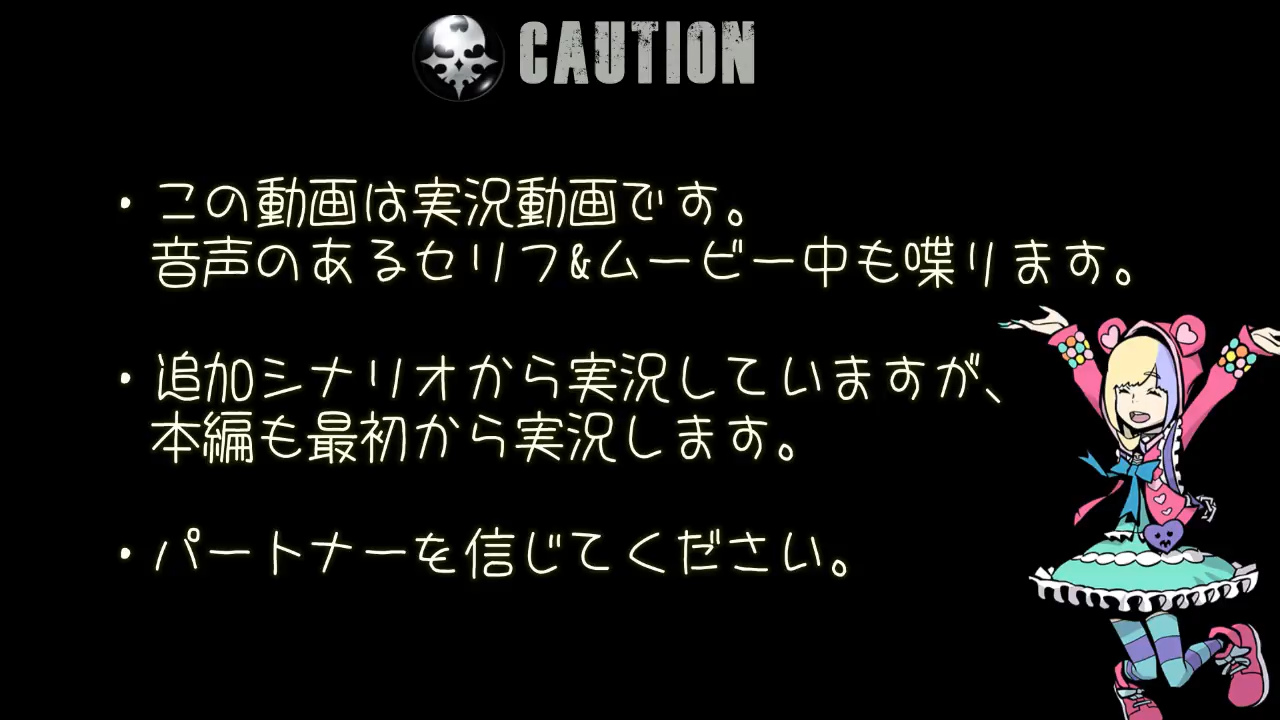 CAUTION
・この動画は実況動画です。
音声のあるセリフ&ムービー中も喋ります。
・追加シナリオから実況していますが、
本編も最初から実況します。
・パートナーを信じてください。